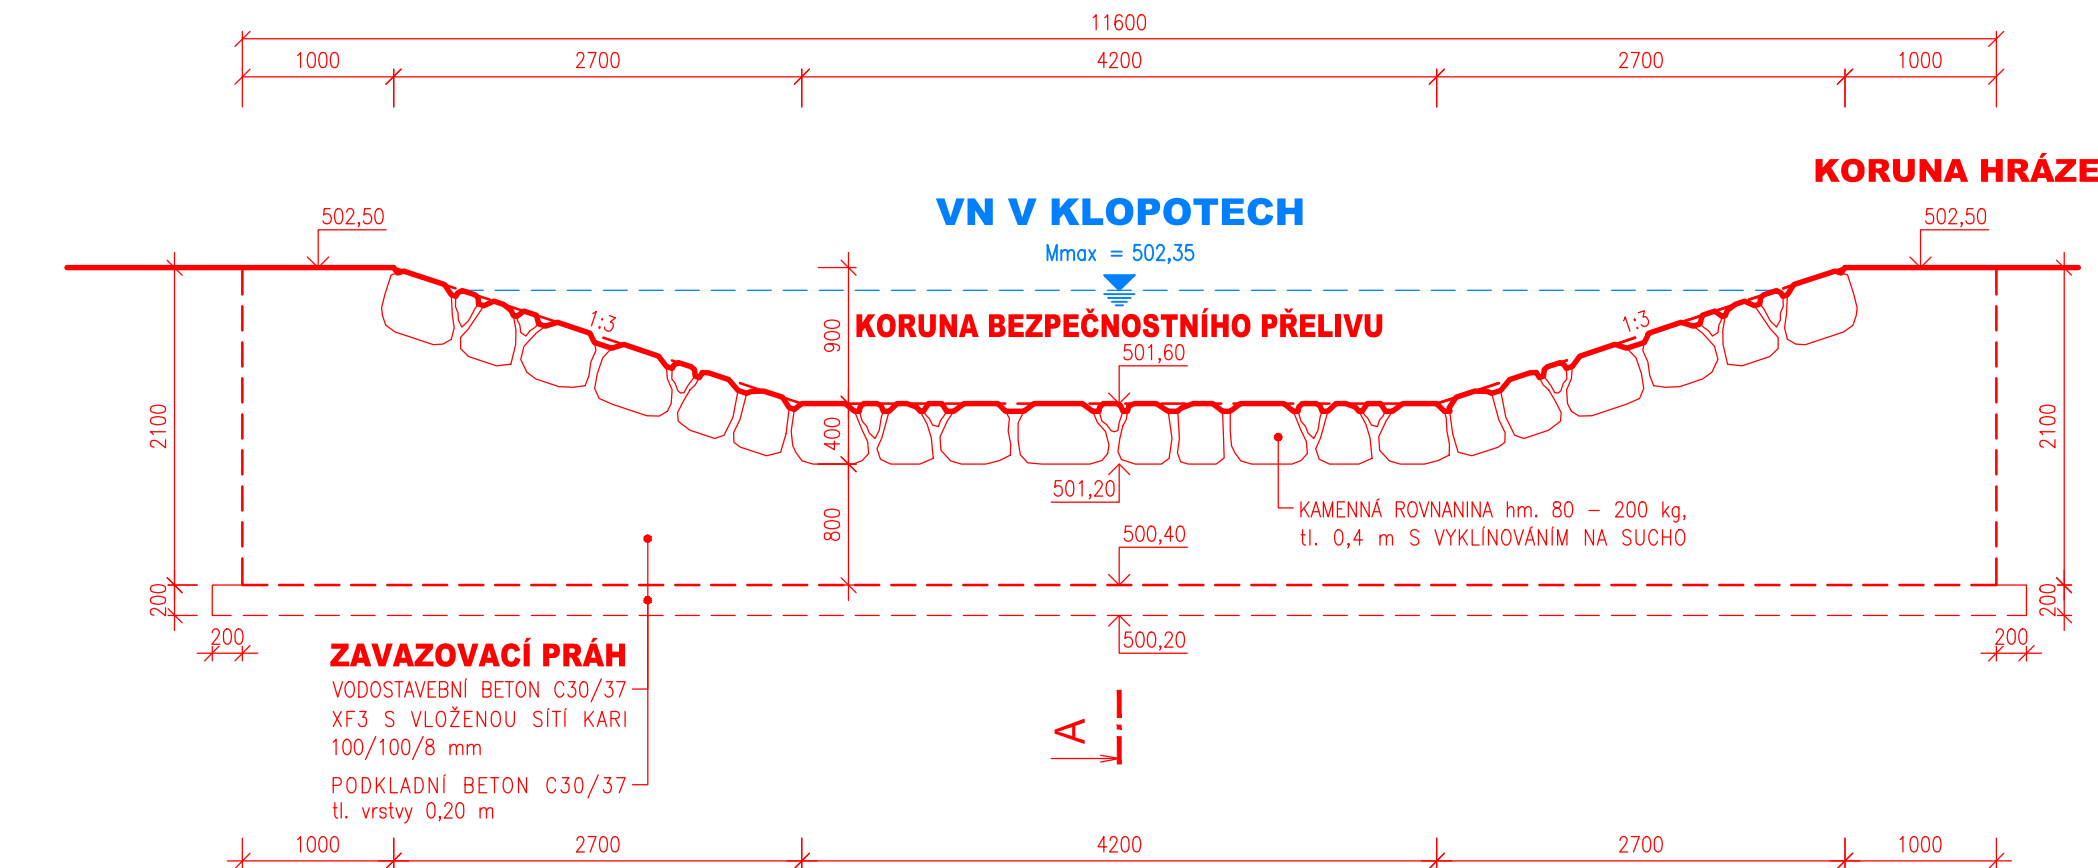 11600
1000 2700 4200 2700 1000
KORUNA HRÁZE
VN V KLOPOTECH
502,50 502,50
Mmax = 502,35
1:3 900 KORUNA BEZPEČNOSTNÍHO PŘELIVU 1:3
501,60
2100 400 2100
501,20
KAMENNÁ ROVNANINA hm. 80 – 200 kg,
tl. 0,4 m S VYKLÍNOVÁNÍM NA SUCHO
800 500,40
200 200
200 500,20 200
ZAVAZOVACÍ PRÁH
VODOSTAVEBNÍ BETON C30/37
XF3 S VLOŽENOU SÍTÍ KARI
100/100/8 mm
A
PODKLADNÍ BETON C30/37
tl. vrstvy 0,20 m
1000 2700 4200 2700 1000